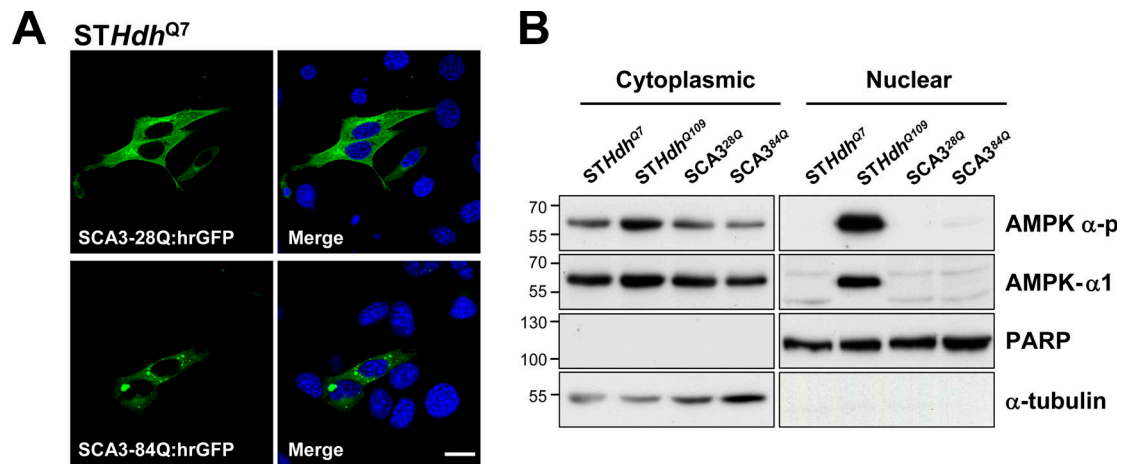 A
STHdhQ7
SCA3-28Q:hrGFP
Merge
SCA3-84Q:hrGFP
Merge
B
Cytoplasmic Nuclear
STHdhQ7 STHdhQ109 SCA328Q SCA384Q STHdhQ7 STHdhQ109 SCA328Q SCA384Q
70
55
AMPK α-p
70
55
AMPK-α1
130
100
PARP
55
α-tubulin